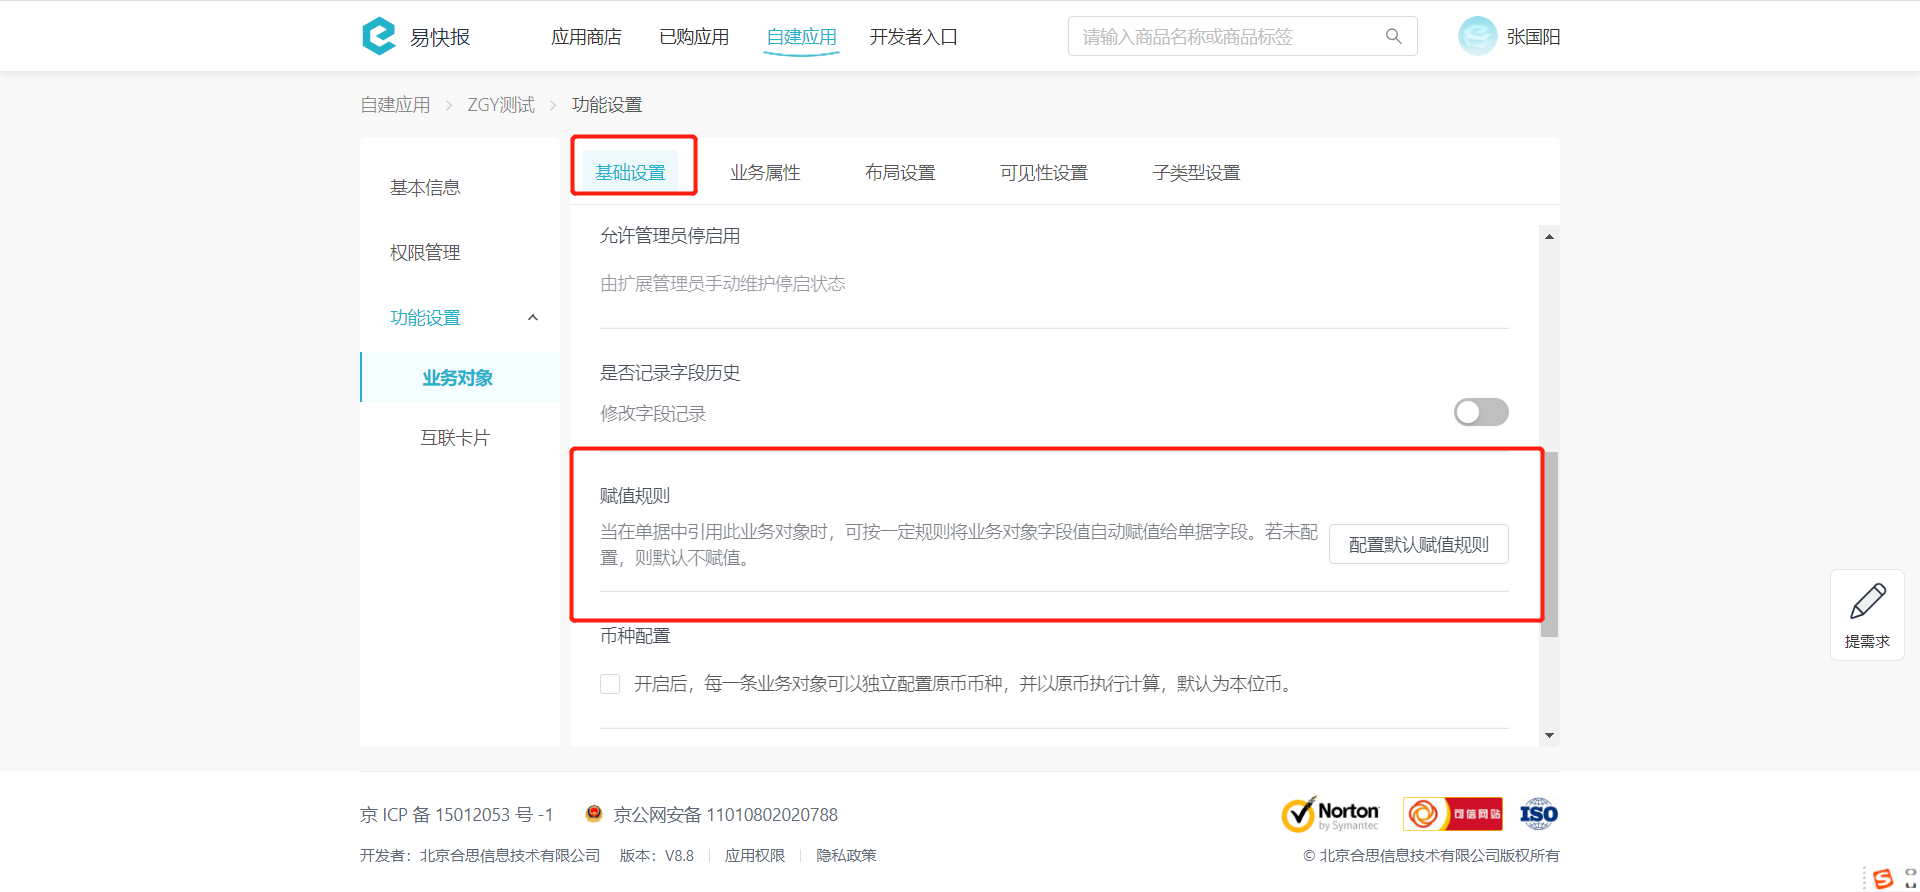 易快报
应用商店
已购应用
自建应用
开发者入口
请输入商品名称或商品标签
张国阳
自建应用 > ZGY测试 > 功能设置
基本信息
权限管理
功能设置
业务对象
互联卡片
基础设置
业务属性
布局设置
可见性设置
子类型设置
允许管理员停启用
由扩展管理员手动维护停启状态
是否记录字段历史
修改字段记录
赋值规则
当在单据中引用此业务对象时，可按一定规则将业务对象字段值自动赋值给单据字段。若未配
置，则默认不赋值。
配置默认赋值规则
币种配置
开启后，每一条业务对象可以独立配置原币币种，并以原币执行计算，默认为本位币。
提需求
京 ICP 备 15012053 号 -1
京公网安备 11010802020788
Norton
by Symantec
可信网站
ISO
开发者：北京合思信息技术有限公司
版本：V8.8
应用权限
隐私政策
© 北京合思信息技术有限公司版权所有